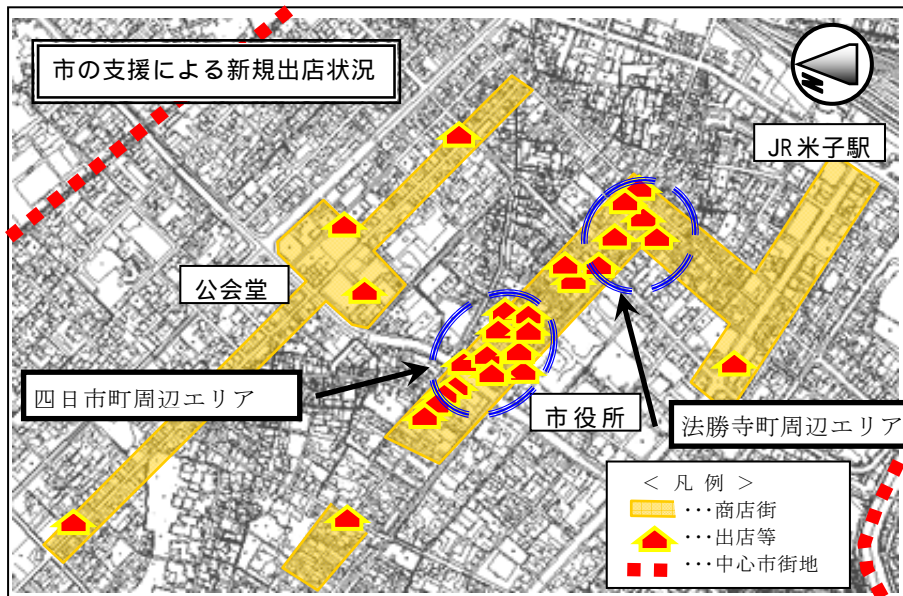 市の支援による新規出店状況
JR米子駅
公会堂
四日市町周辺エリア
市役所
法勝寺町周辺エリア
＜ 凡 例 ＞
･･･商店街
･･･出店等
･･･中心市街地